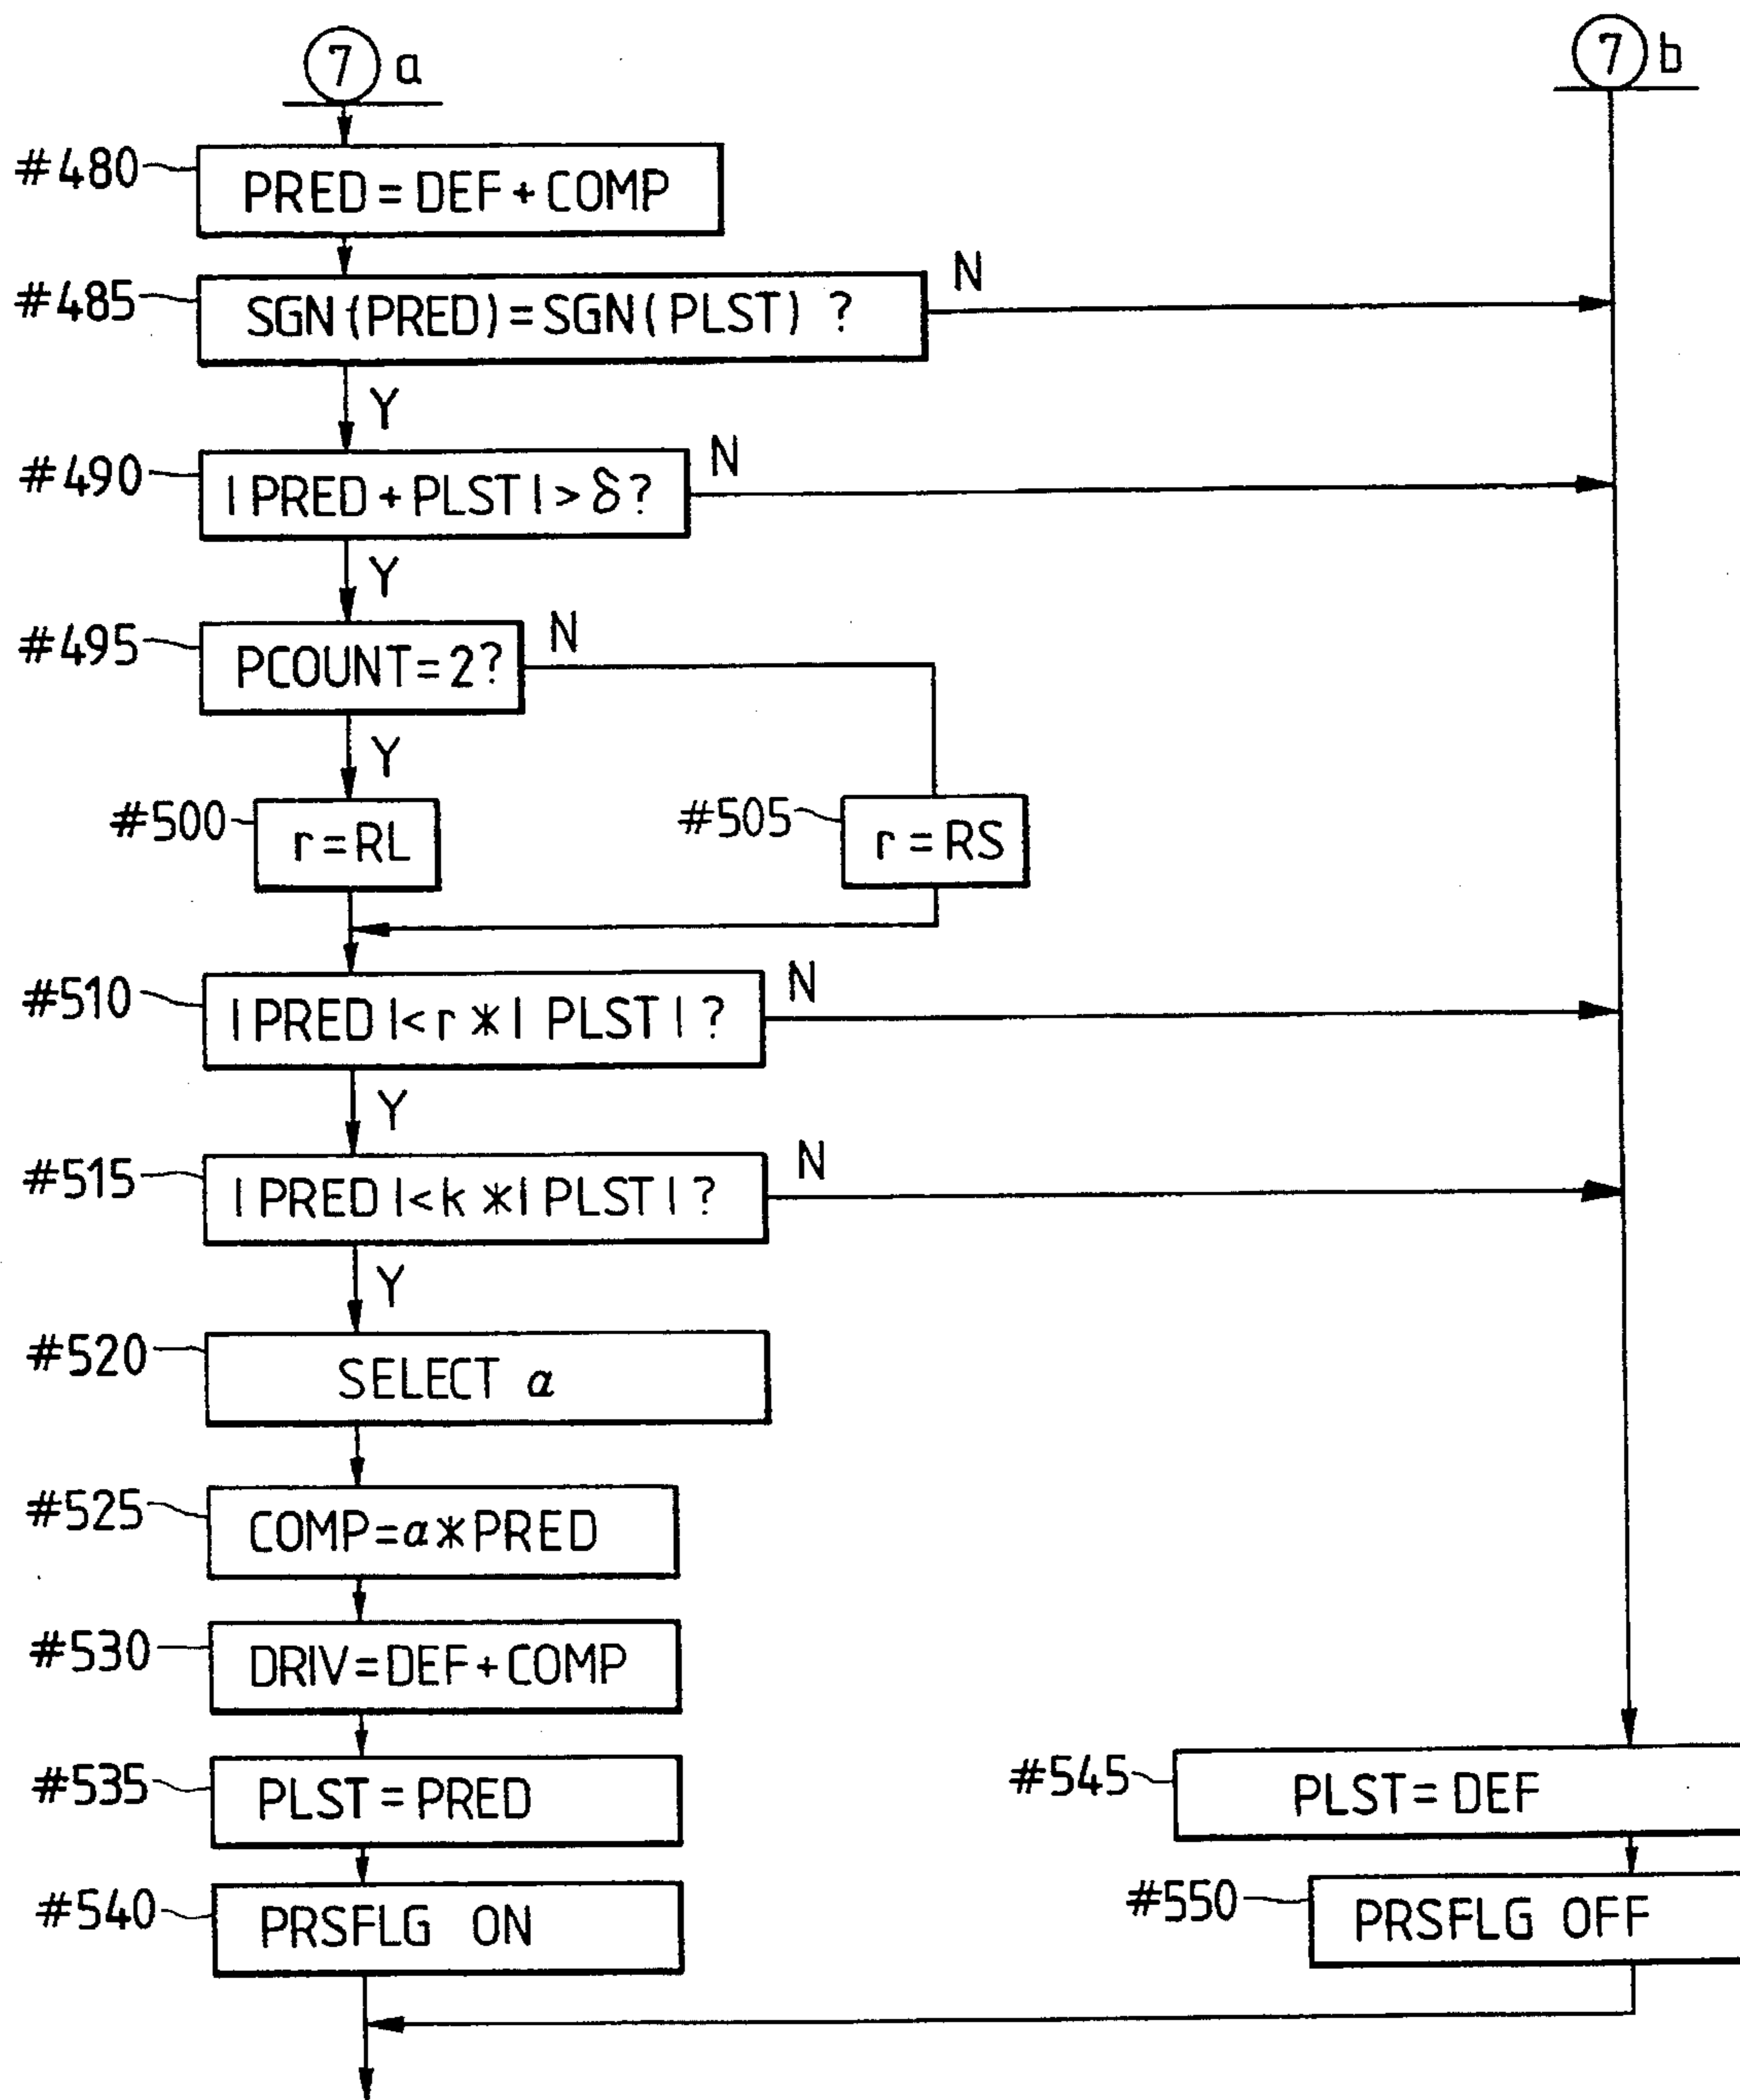 7 a
7 b
#480
PRED = DEF + COMP
#485
SGN (PRED) = SGN (PLST) ?
N
Y
#490
| PRED + PLST | > δ ?
N
Y
#495
PCOUNT = 2 ?
N
Y
#500
r = RL
#505
r = RS
#510
| PRED | < r * | PLST | ?
N
Y
#515
| PRED | < k * | PLST | ?
N
Y
#520
SELECT α
#525
COMP = α * PRED
#530
DRIV = DEF + COMP
#535
PLST = PRED
#545
PLST = DEF
#540
PRSFLG ON
#550
PRSFLG OFF